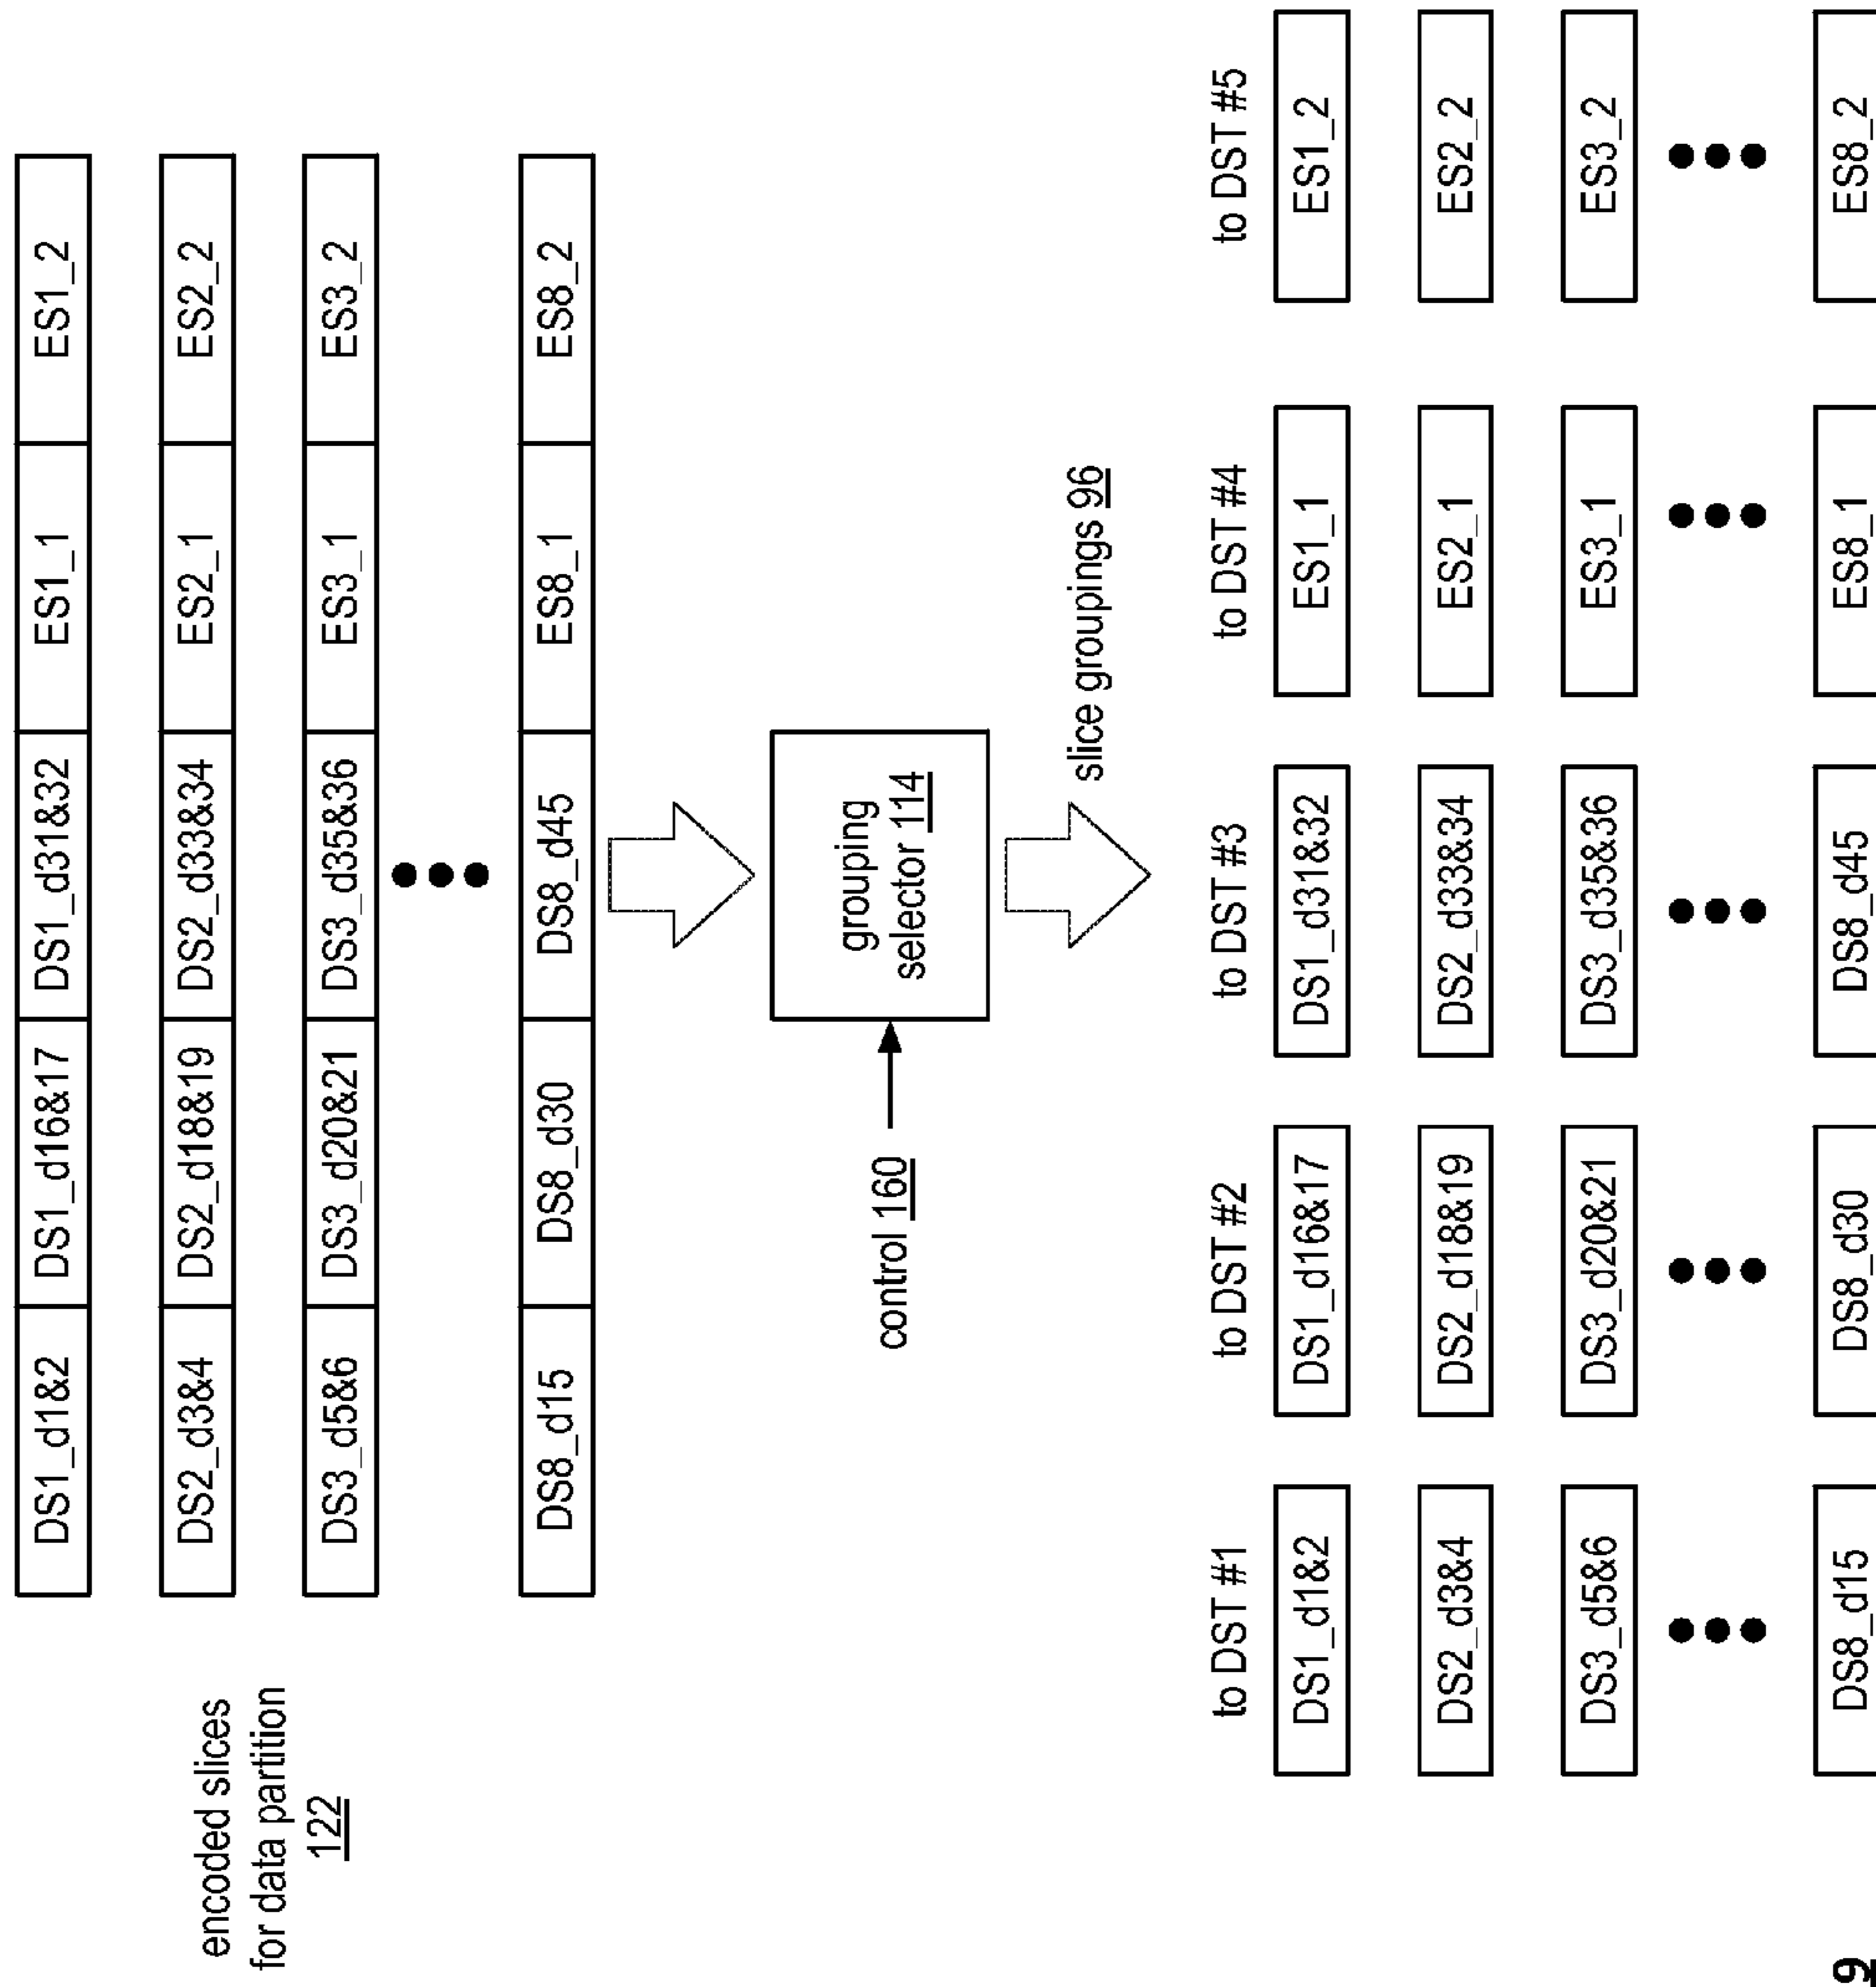 DS1_d1&2 DS1_d16&17 DS1_d31&32 ES1_1 ES1_2
encoded slices
for data partition
122
DS2_d3&4 DS2_d18&19 DS2_d33&34 ES2_1 ES2_2
DS3_d5&6 DS3_d20&21 DS3_d35&36 ES3_1 ES3_2
DS8_d15 DS8_d30 DS8_d45 ES8_1 ES8_2
control 160
grouping
selector 114
slice groupings 96
to DST #1 to DST #2 to DST #3 to DST #4 to DST #5
DS1_d1&2 DS1_d16&17 DS1_d31&32 ES1_1 ES1_2
DS2_d3&4 DS2_d18&19 DS2_d33&34 ES2_1 ES2_2
DS3_d5&6 DS3_d20&21 DS3_d35&36 ES3_1 ES3_2
DS8_d15 DS8_d30 DS8_d45 ES8_1 ES8_2
9